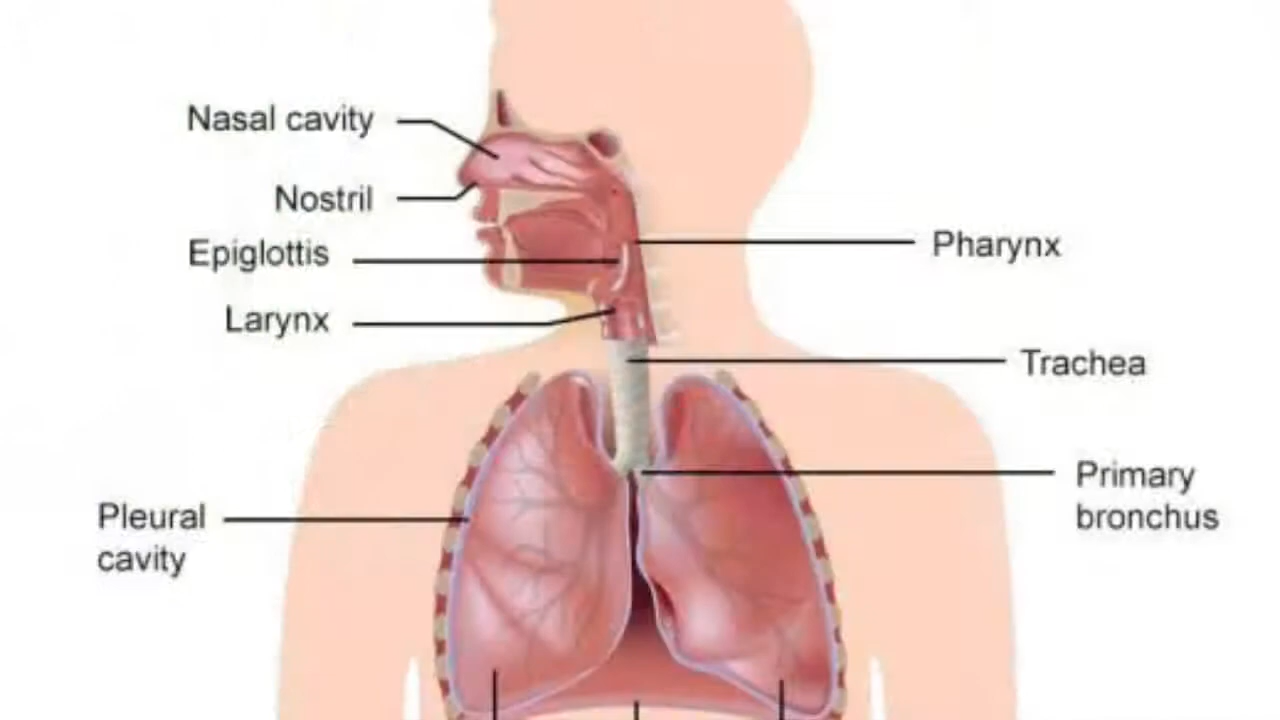 Nasal cavity
Nostril
Epiglottis
Larynx
Pharynx
Trachea
Primary
bronchus
Pleural
cavity